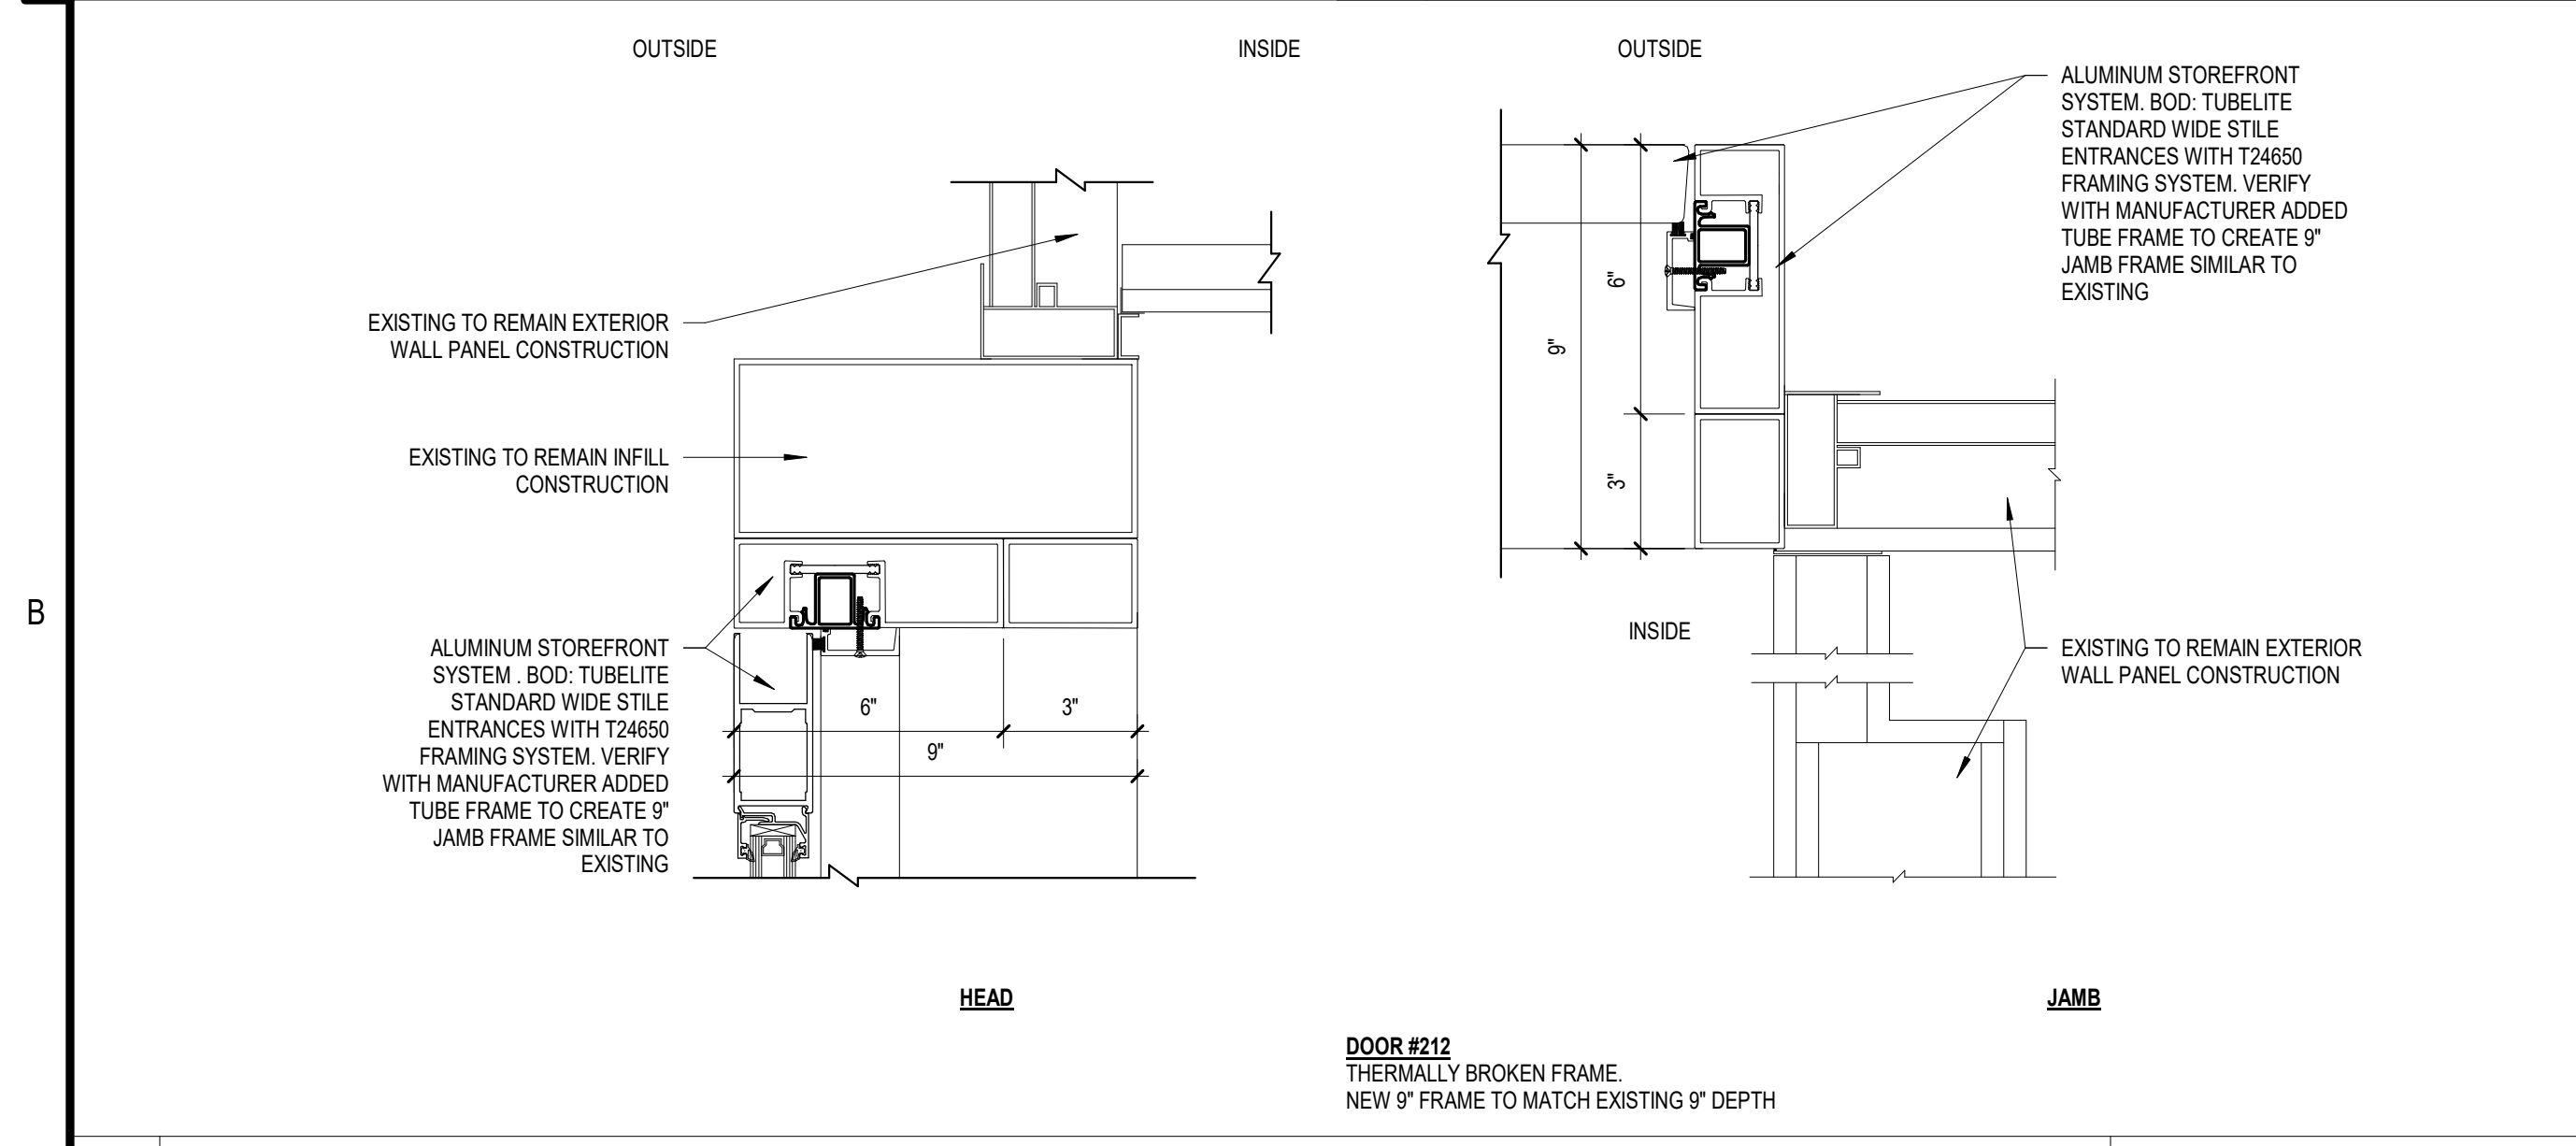 OUTSIDE
INSIDE
OUTSIDE
ALUMINUM STOREFRONT
SYSTEM. BOD: TUBELITE
STANDARD WIDE STILE
ENTRANCES WITH T24650
FRAMING SYSTEM. VERIFY
WITH MANUFACTURER ADDED
TUBE FRAME TO CREATE 9"
JAMB FRAME SIMILAR TO
EXISTING
EXISTING TO REMAIN EXTERIOR
WALL PANEL CONSTRUCTION
EXISTING TO REMAIN INFILL
CONSTRUCTION
6"
9"
3"
B
ALUMINUM STOREFRONT
SYSTEM . BOD: TUBELITE
STANDARD WIDE STILE
ENTRANCES WITH T24650
FRAMING SYSTEM. VERIFY
WITH MANUFACTURER ADDED
TUBE FRAME TO CREATE 9"
JAMB FRAME SIMILAR TO
EXISTING
6"
3"
9"
INSIDE
EXISTING TO REMAIN EXTERIOR
WALL PANEL CONSTRUCTION
HEAD
JAMB
DOOR #212
THERMALLY BROKEN FRAME.
NEW 9" FRAME TO MATCH EXISTING 9" DEPTH